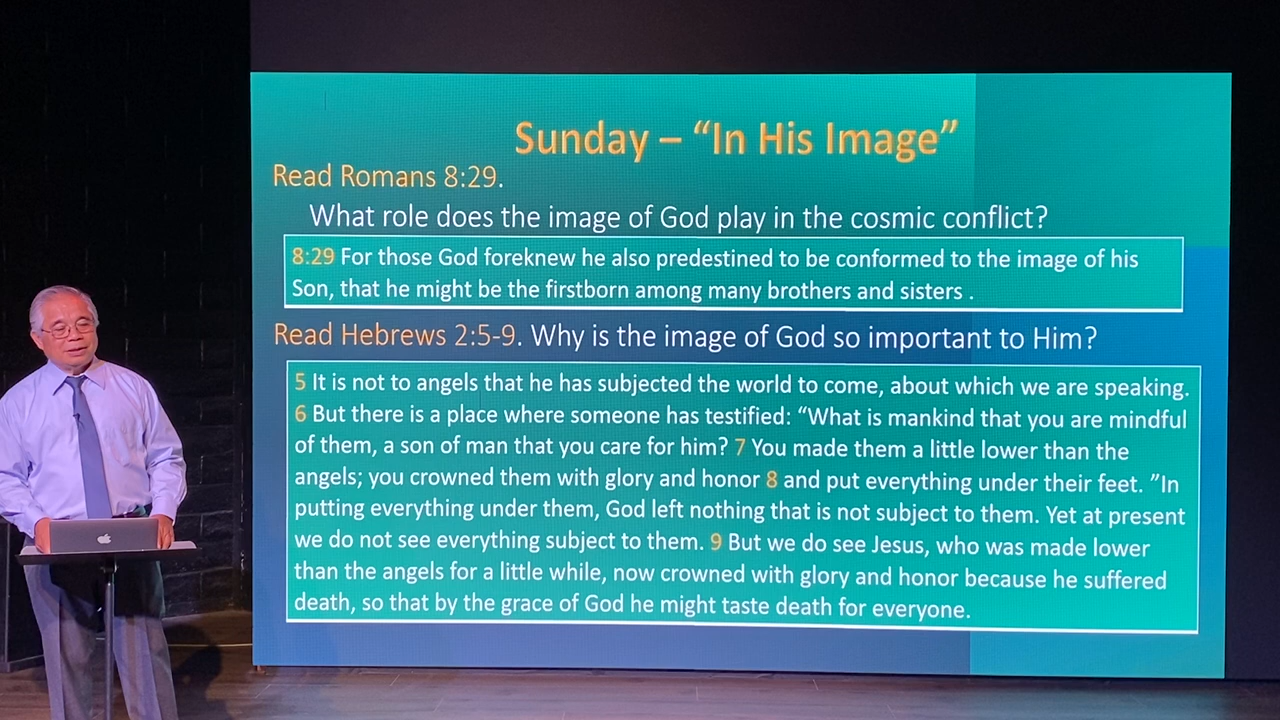 Sunday – “In His Image”
Read Romans 8:29.
What role does the image of God play in the cosmic conflict?
8:29 For those God foreknew he also predestined to be conformed to the image of his
Son, that he might be the firstborn among many brothers and sisters .
Read Hebrews 2:5-9. Why is the image of God so important to Him?
5 It is not to angels that he has subjected the world to come, about which we are speaking.
6 But there is a place where someone has testified: “What is mankind that you are mindful
of them, a son of man that you care for him? 7 You made them a little lower than the
angels; you crowned them with glory and honor 8 and put everything under their feet. ”In
putting everything under them, God left nothing that is not subject to them. Yet at present
we do not see everything subject to them. 9 But we do see Jesus, who was made lower
than the angels for a little while, now crowned with glory and honor because he suffered
death, so that by the grace of God he might taste death for everyone.